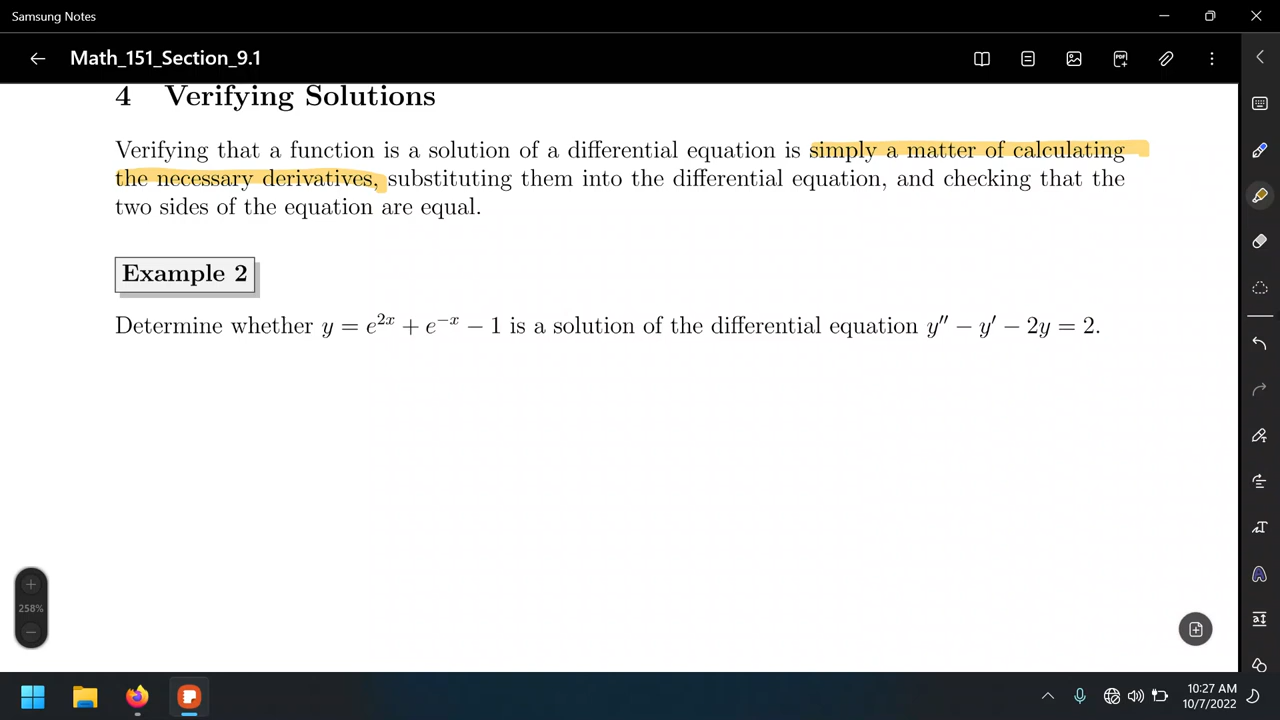 Samsung Notes
Math_151_Section_9.1
4 Verifying Solutions
Verifying that a function is a solution of a differential equation is simply a matter of calculating
the necessary derivatives, substituting them into the differential equation, and checking that the
two sides of the equation are equal.
Example 2
Determine whether y = e^{2x} + e^{-x} − 1 is a solution of the differential equation y″ − y′ − 2y = 2.
258%
10:27 AM
10/7/2022